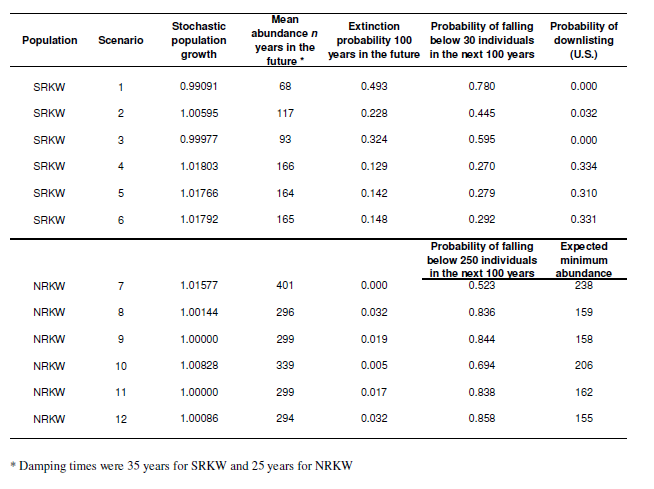 Population Scenario Stochastic population growth Mean abundance n years in the future * Extinction probability 100 years in the future Probability of falling below 30 individuals in the next 100 years Probability of downlisting (U.S.)
SRKW 1 0.99091 68 0.493 0.780 0.000
SRKW 2 1.00595 117 0.228 0.445 0.032
SRKW 3 0.99977 93 0.324 0.595 0.000
SRKW 4 1.01803 166 0.129 0.270 0.334
SRKW 5 1.01766 164 0.142 0.279 0.310
SRKW 6 1.01792 165 0.148 0.292 0.331
Probability of falling below 250 individuals in the next 100 years Expected minimum abundance
NRKW 7 1.01577 401 0.000 0.523 238
NRKW 8 1.00144 296 0.032 0.836 159
NRKW 9 1.00000 299 0.019 0.844 158
NRKW 10 1.00828 339 0.005 0.694 206
NRKW 11 1.00000 299 0.017 0.838 162
NRKW 12 1.00086 294 0.032 0.858 155
* Damping times were 35 years for SRKW and 25 years for NRKW